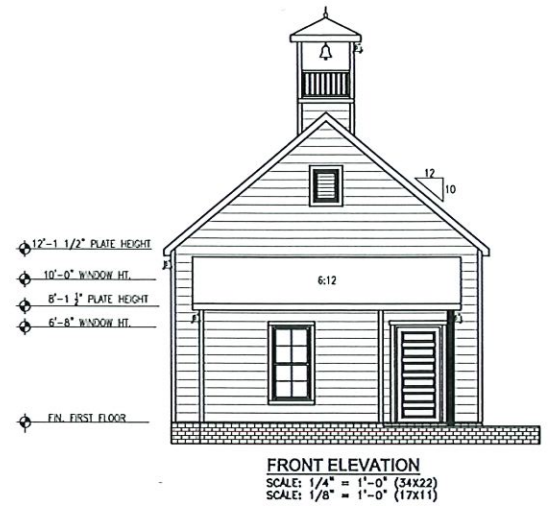 12
10
12'-1 1/2" PLATE HEIGHT
10'-0" WINDOW HT.
6:12
8'-1 ½" PLATE HEIGHT
6'-8" WINDOW HT.
FIN. FIRST FLOOR
FRONT ELEVATION
SCALE: 1/4" = 1'-0" (34X22)
SCALE: 1/8" = 1'-0" (17X11)